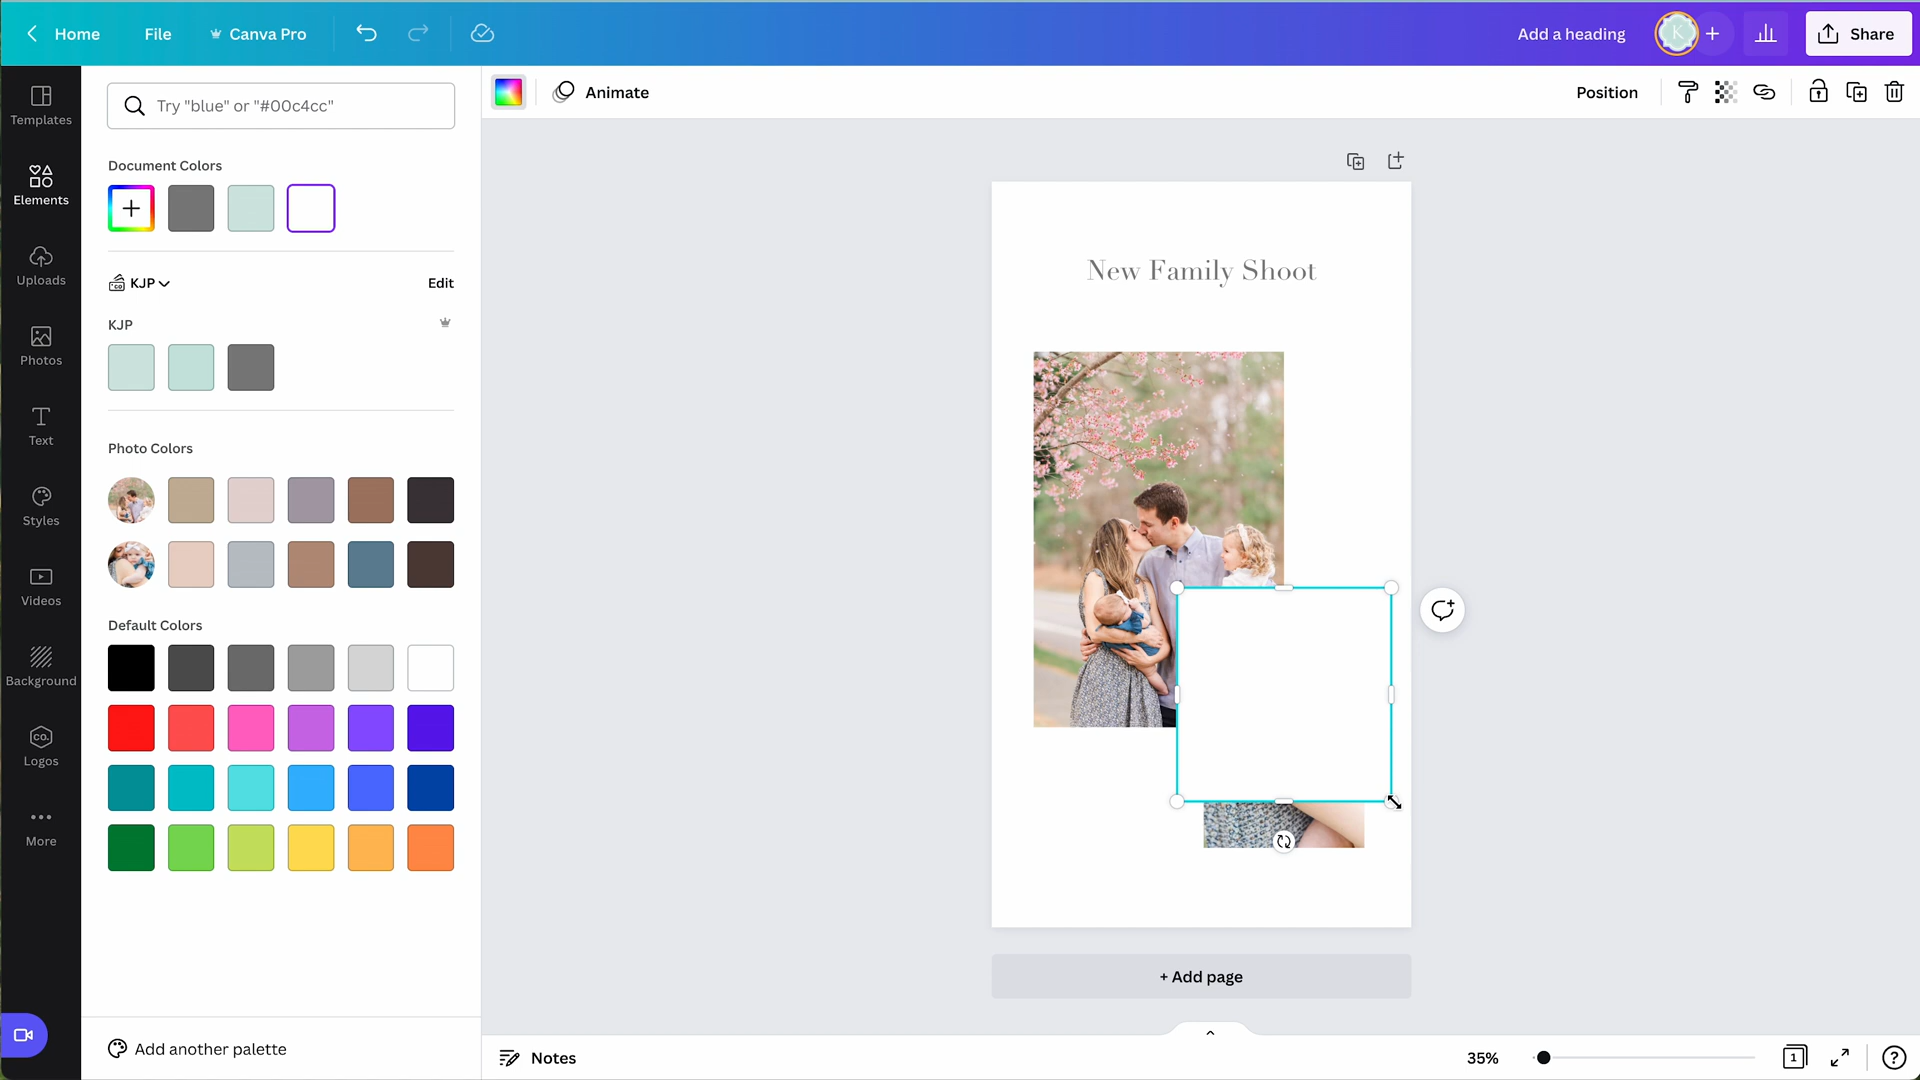 Home
File
Canva Pro
Add a heading
K
Share
Try "blue" or "#00c4cc"
Animate
Position
Templates
Elements
Uploads
Photos
Text
Styles
Videos
Background
CO.
Logos
More
Document Colors
KJP
Edit
KJP
Photo Colors
Default Colors
Add another palette
New Family Shoot
+ Add page
Notes
35%
1
?